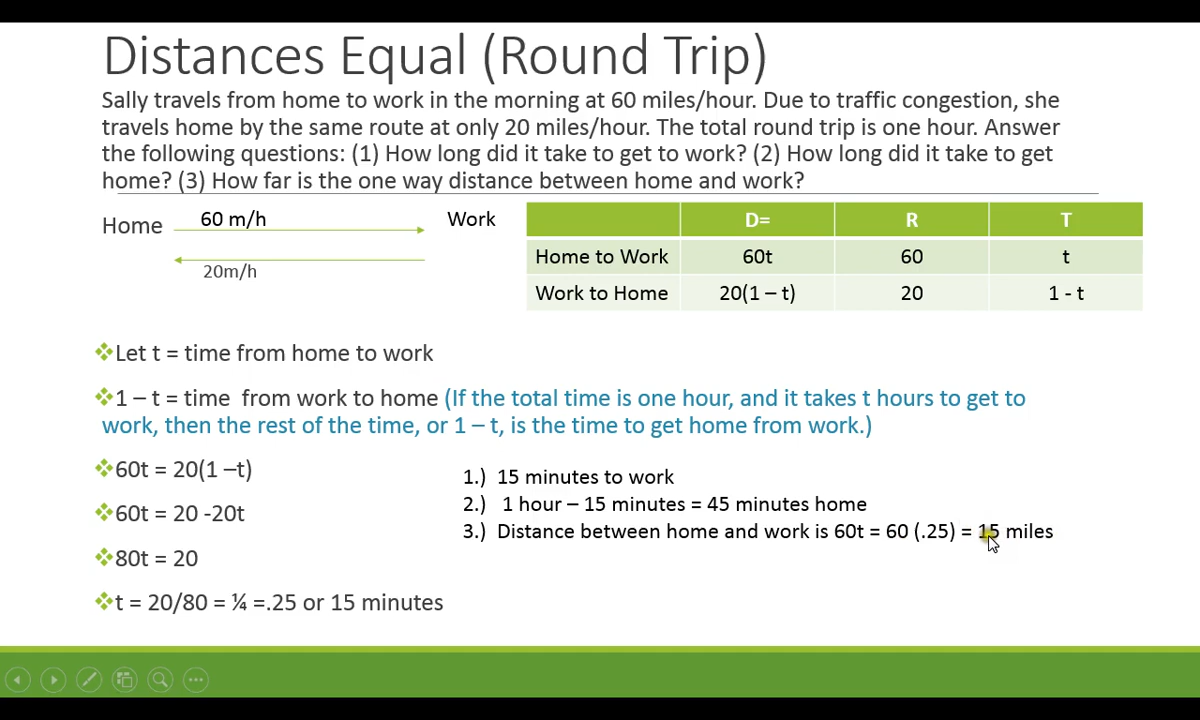 Distances Equal (Round Trip)
Sally travels from home to work in the morning at 60 miles/hour. Due to traffic congestion, she
travels home by the same route at only 20 miles/hour. The total round trip is one hour. Answer
the following questions: (1) How long did it take to get to work? (2) How long did it take to get
home? (3) How far is the one way distance between home and work?
Home 60 m/h Work
20m/h
D= R T
Home to Work 60t 60 t
Work to Home 20(1 – t) 20 1 - t
Let t = time from home to work
1 – t = time from work to home (If the total time is one hour, and it takes t hours to get to
work, then the rest of the time, or 1 – t, is the time to get home from work.)
60t = 20(1 –t)
60t = 20 -20t
80t = 20
t = 20/80 = ¼ =.25 or 15 minutes
1.) 15 minutes to work
2.) 1 hour – 15 minutes = 45 minutes home
3.) Distance between home and work is 60t = 60 (.25) = 15 miles